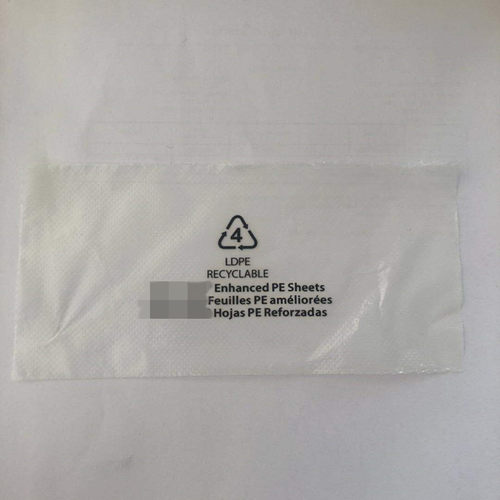 4
LDPE
RECYCLABLE
Enhanced PE Sheets
Feuilles PE améliorées
Hojas PE Reforzadas